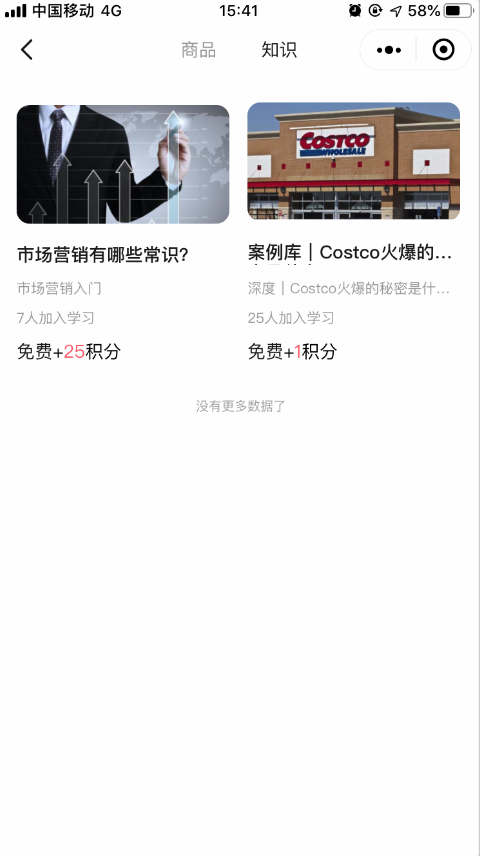 中国移动 4G
15:41
58%
商品
知识
COSTCO
WHOLESALE
市场营销有哪些常识?
市场营销入门
7人加入学习
免费+25积分
案例库｜Costco火爆的...
深度｜Costco火爆的秘密是什...
25人加入学习
免费+1积分
没有更多数据了